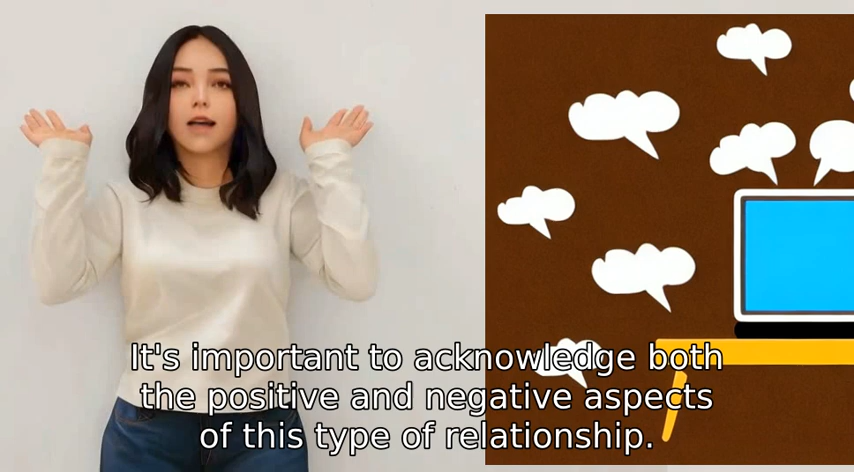 It's important to acknowledge both
the positive and negative aspects
of this type of relationship.